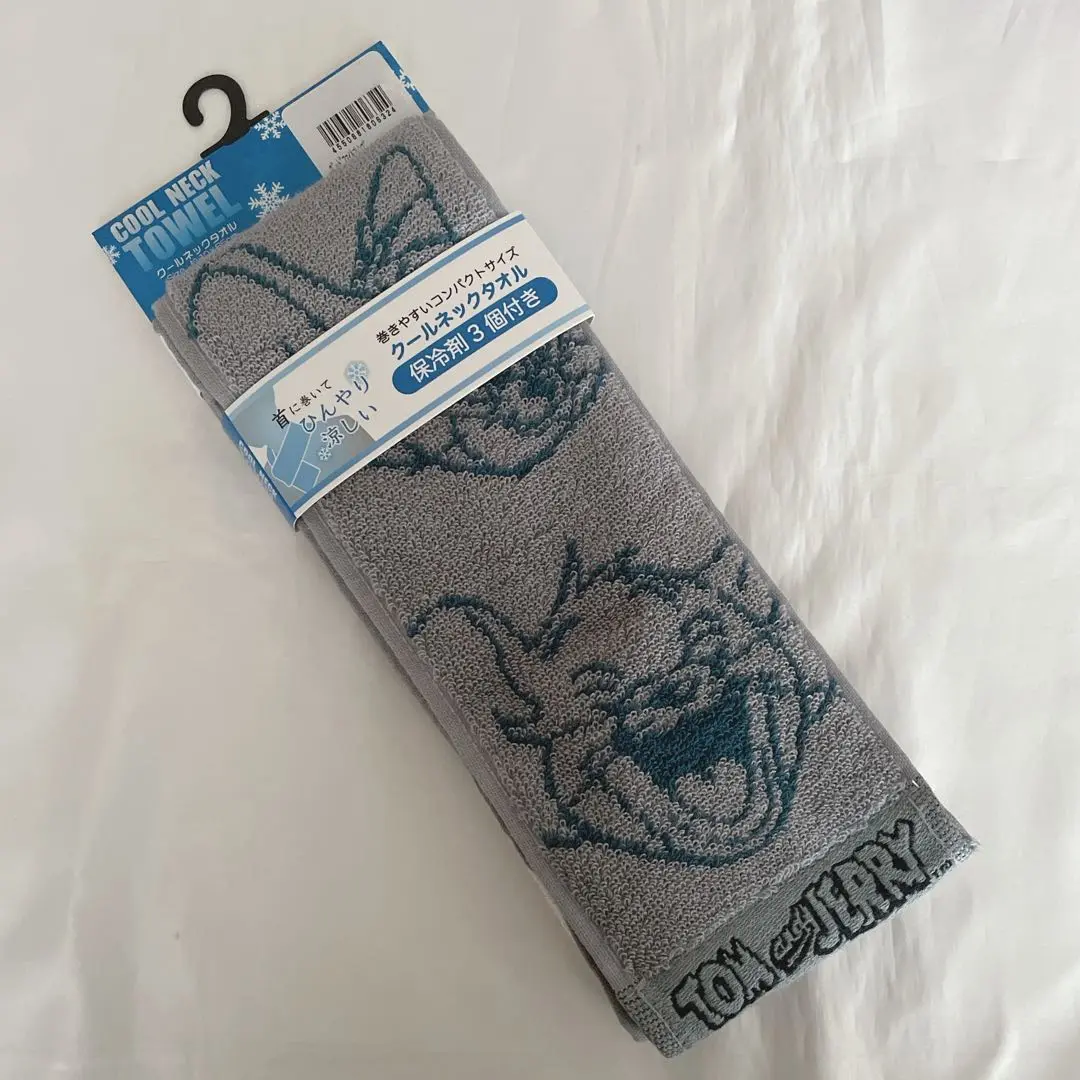 4550881606324
COOL NECK
TOWEL
クールネックタオル
巻きやすいコンパクトサイズ
クールネックタオル
保冷剤3個付き
首に巻いて
ひんやり
涼しい
COOL NECK
TOM and JERRY
TM